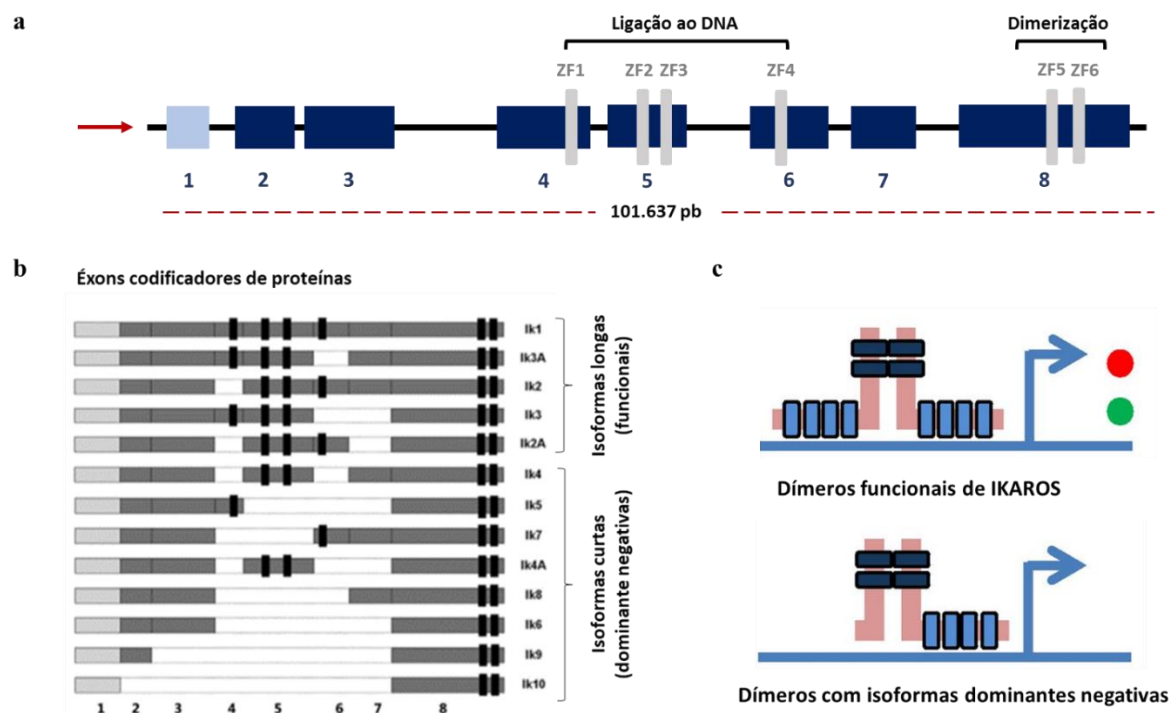 a
Ligação ao DNA
Dimerização
ZF1 ZF2 ZF3 ZF4 ZF5 ZF6
1 2 3 4 5 6 7 8
101.637 pb
b
Éxons codificadores de proteínas
Ik1
Ik3A
Ik2
Ik3
Ik2A
Ik4
Ik5
Ik7
Ik4A
Ik8
Ik6
Ik9
Ik10
1 2 3 4 5 6 7 8
Isoformas longas
(funcionais)
Isoformas curtas
(dominante negativas)
c
Dímeros funcionais de IKAROS
Dímeros com isoformas dominantes negativas